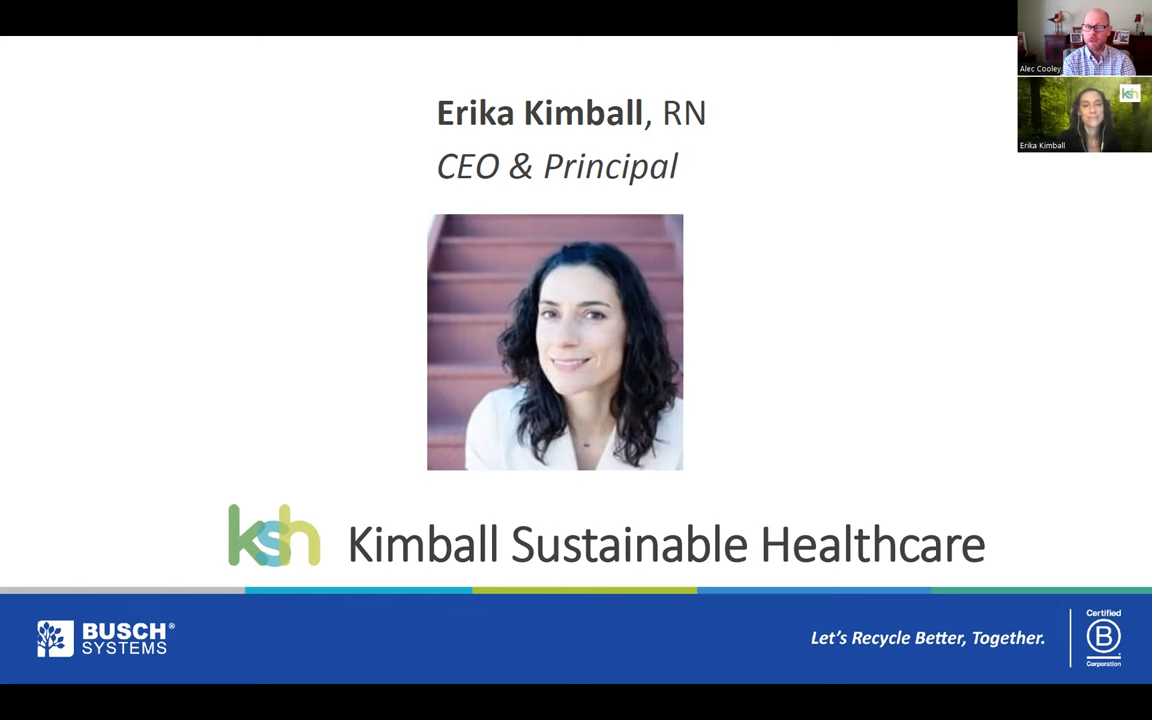 Alec Cooley
ksh
Erika Kimball
Erika Kimball, RN
CEO & Principal
ksh Kimball Sustainable Healthcare
BUSCH®
SYSTEMS
Let's Recycle Better, Together.
Certified
B
Corporation